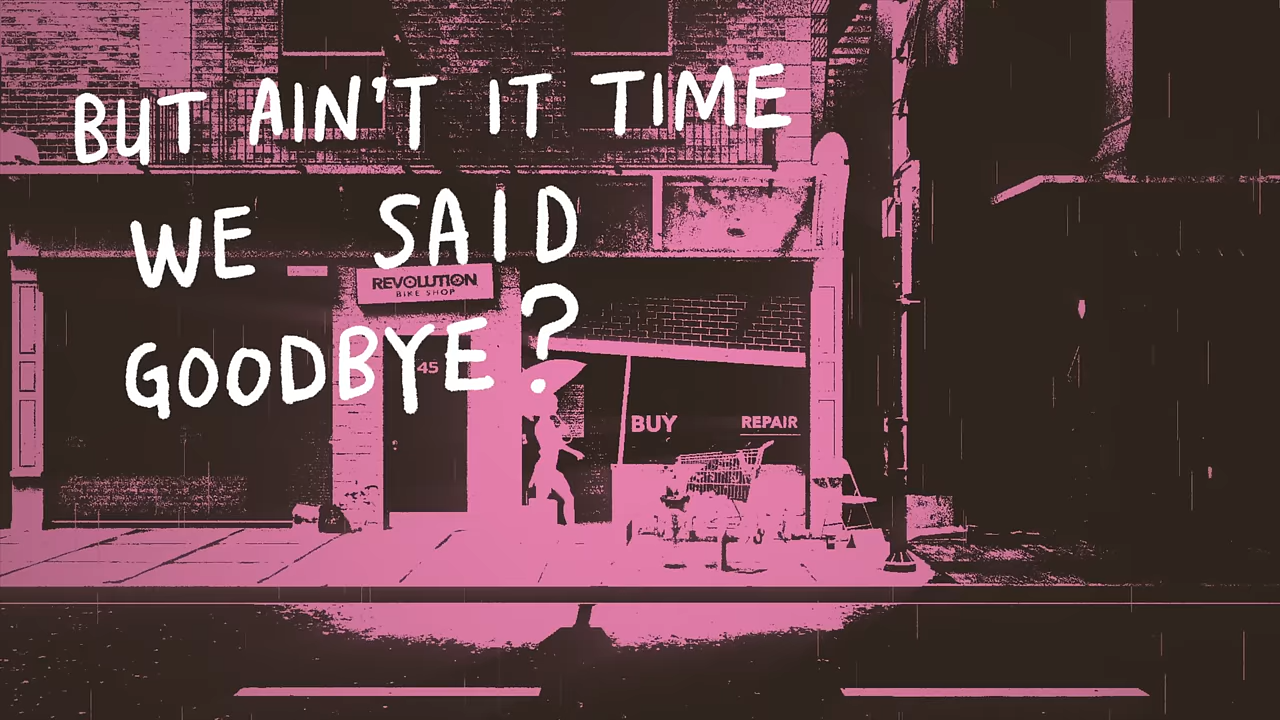 BUT AIN'T IT TIME
WE SAID
GOODBYE?
REVOLUTION
BIKE SHOP
45
BUY
REPAIR